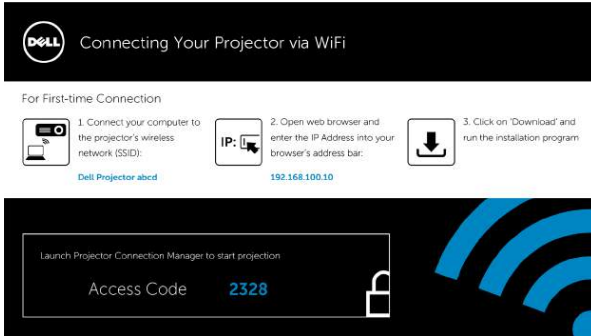 DELL
Connecting Your Projector via WiFi
For First-time Connection
1. Connect your computer to
the projector's wireless
network (SSID):
Dell Projector abcd
IP:
2. Open web browser and
enter the IP Address into your
browser's address bar:
192.168.100.10
3. Click on 'Download' and
run the installation program
Launch Projector Connection Manager to start projection
Access Code 2328